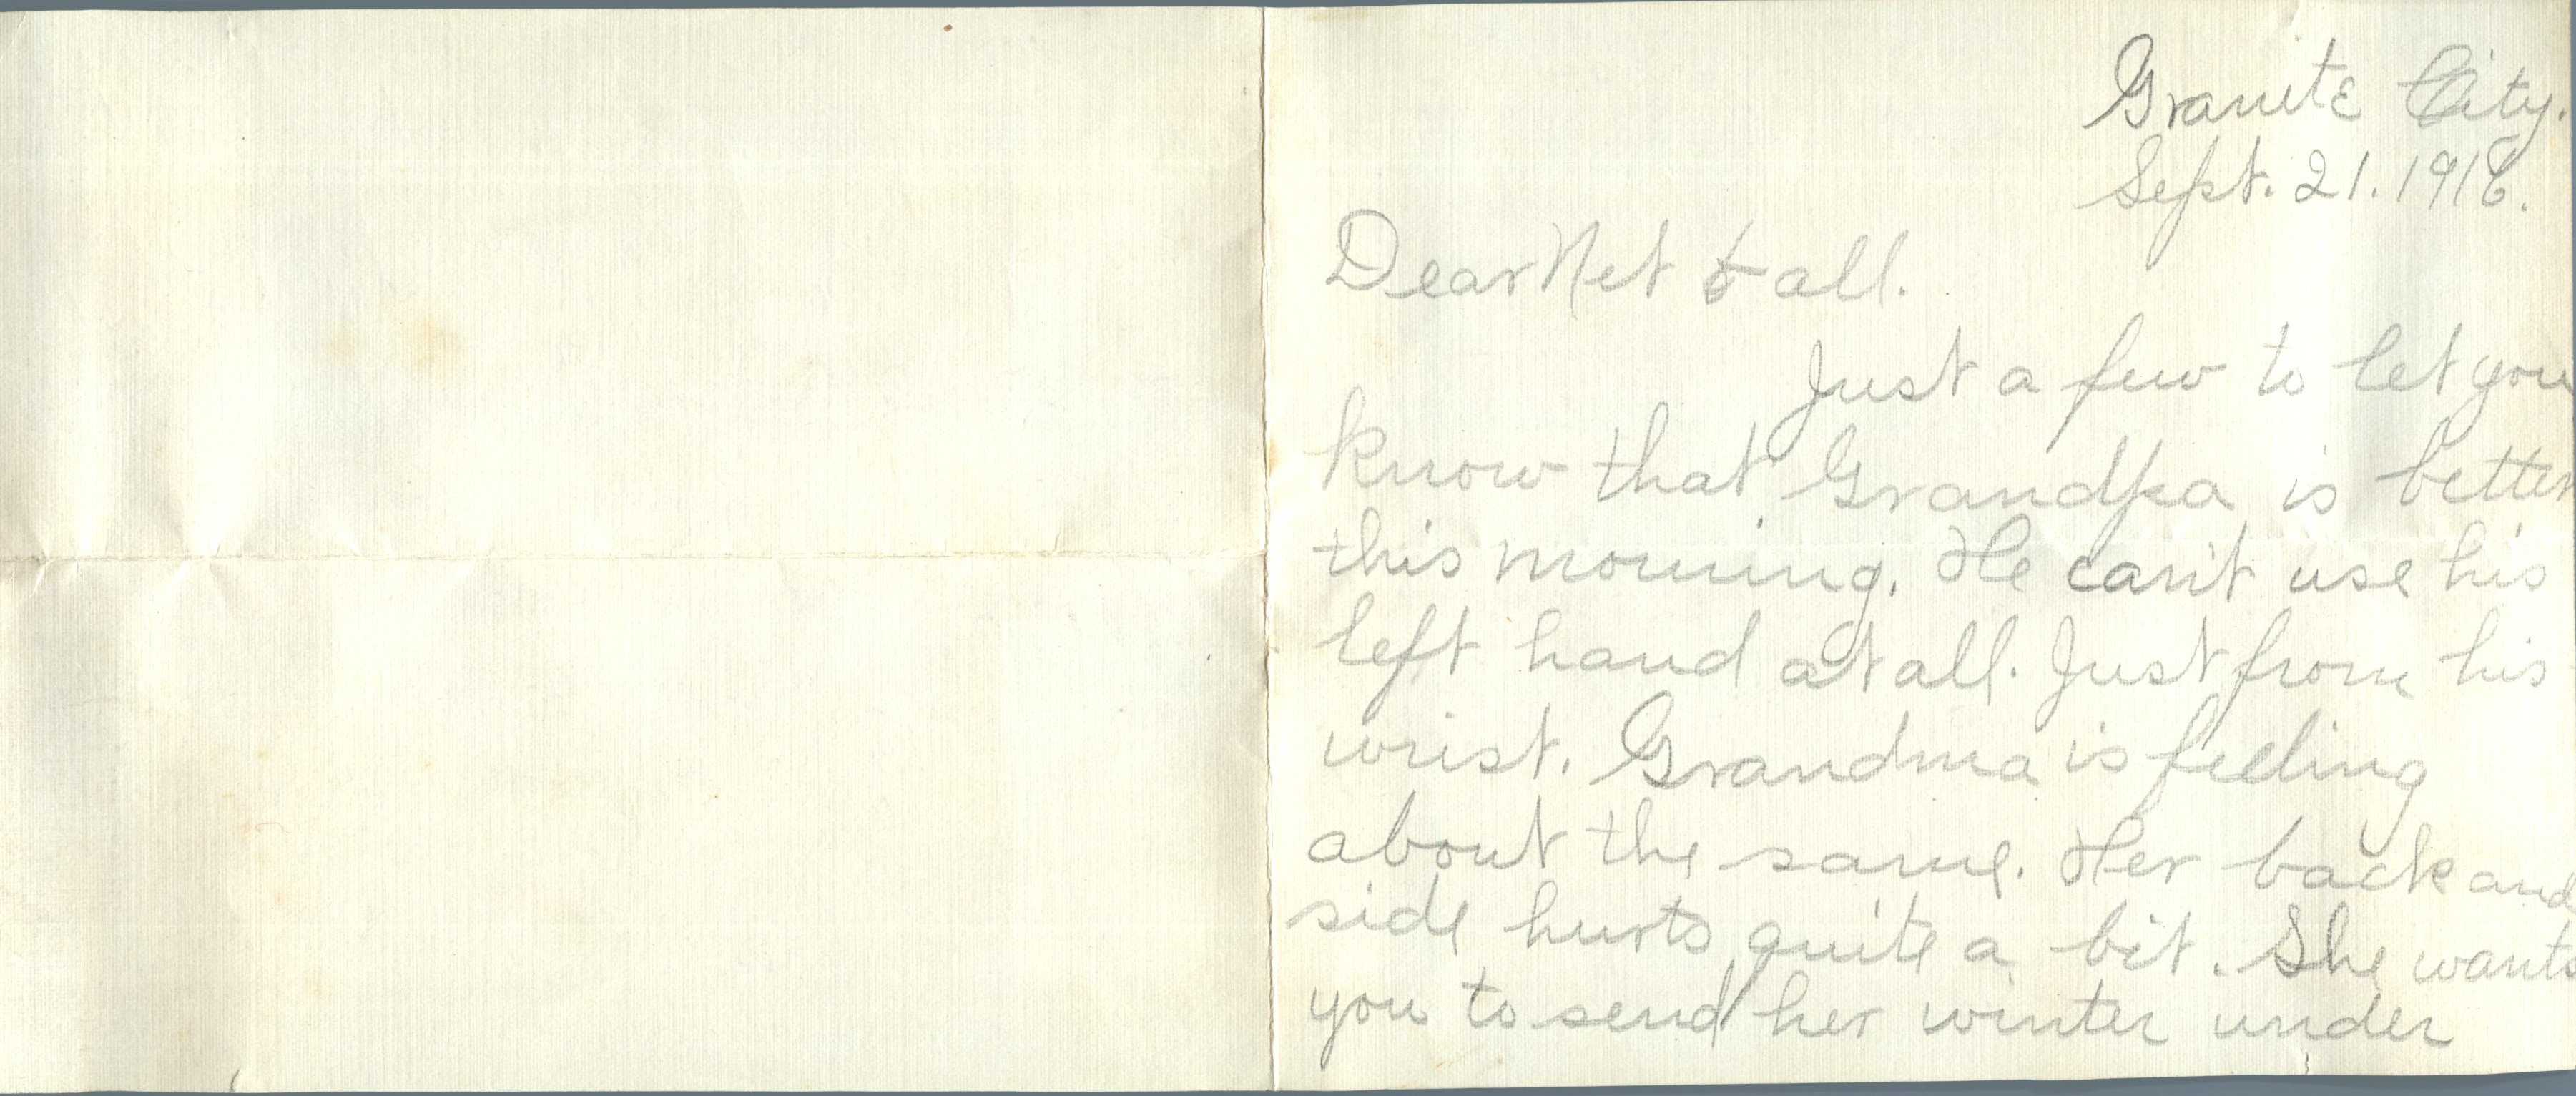 Granite City.
Sept. 21. 1916.
Dear Net & all.
Just a few to let you
know that Grandpa is better
this morning. He can't use his
left hand at all. Just from his
wrist. Grandma is feeling
about the same. Her back and
side hurts quite a bit. She wants
you to send her winter under